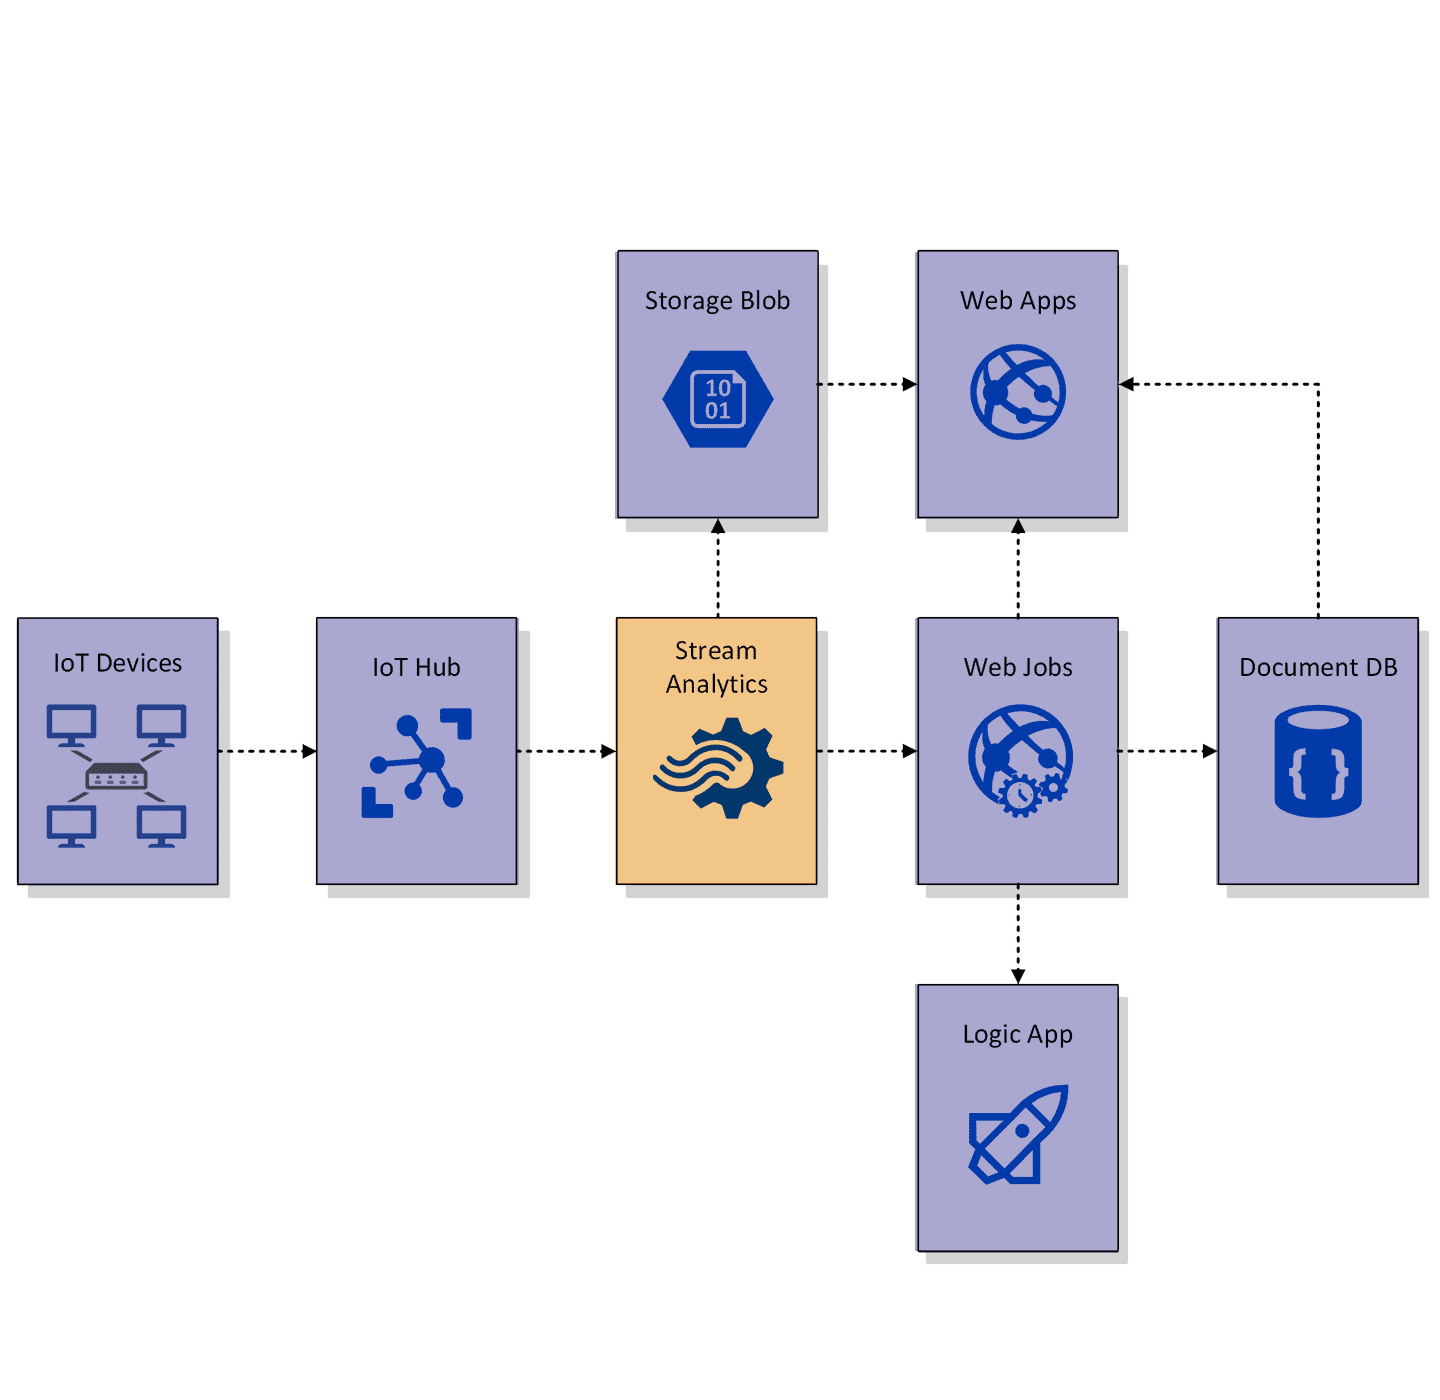 Storage Blob
10
01
Web Apps
IoT Devices
IoT Hub
Stream
Analytics
Web Jobs
Document DB
{ }
Logic App